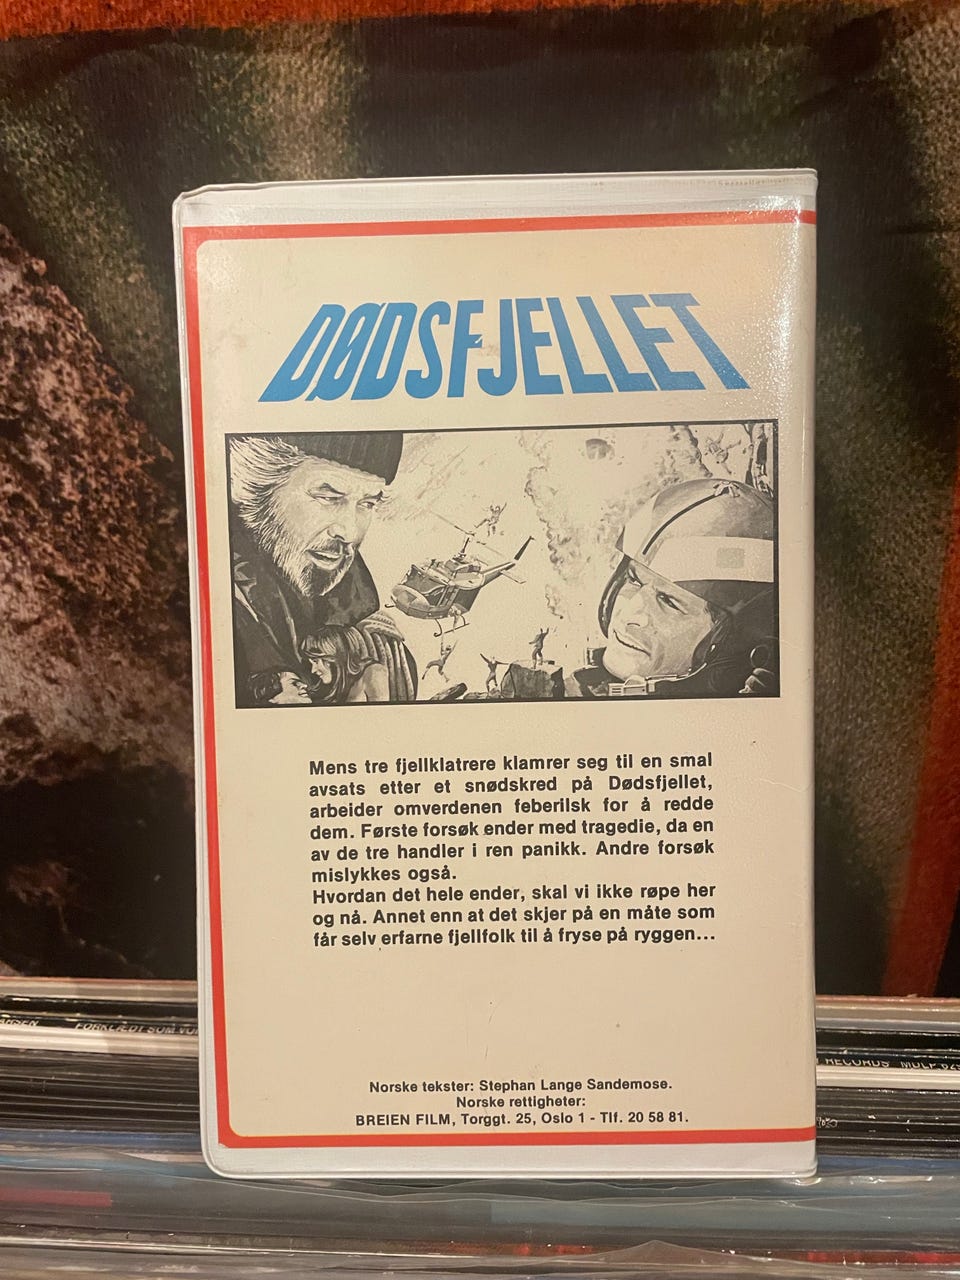 DØDSFJELLET
Mens tre fjellklatrere klamrer seg til en smal
avsats etter et snødskred på Dødsfjellet,
arbeider omverdenen feberilsk for å redde
dem. Første forsøk ender med tragedie, da en
av de tre handler i ren panikk. Andre forsøk
mislykkes også.
Hvordan det hele ender, skal vi ikke røpe her
og nå. Annet enn at det skjer på en måte som
får selv erfarne fjellfolk til å fryse på ryggen...
Norske tekster: Stephan Lange Sandemose.
Norske rettigheter:
BREIEN FILM, Torggt. 25, Oslo 1 - Tlf. 20 58 81.
FORKLÆDT SOM
RECORDS